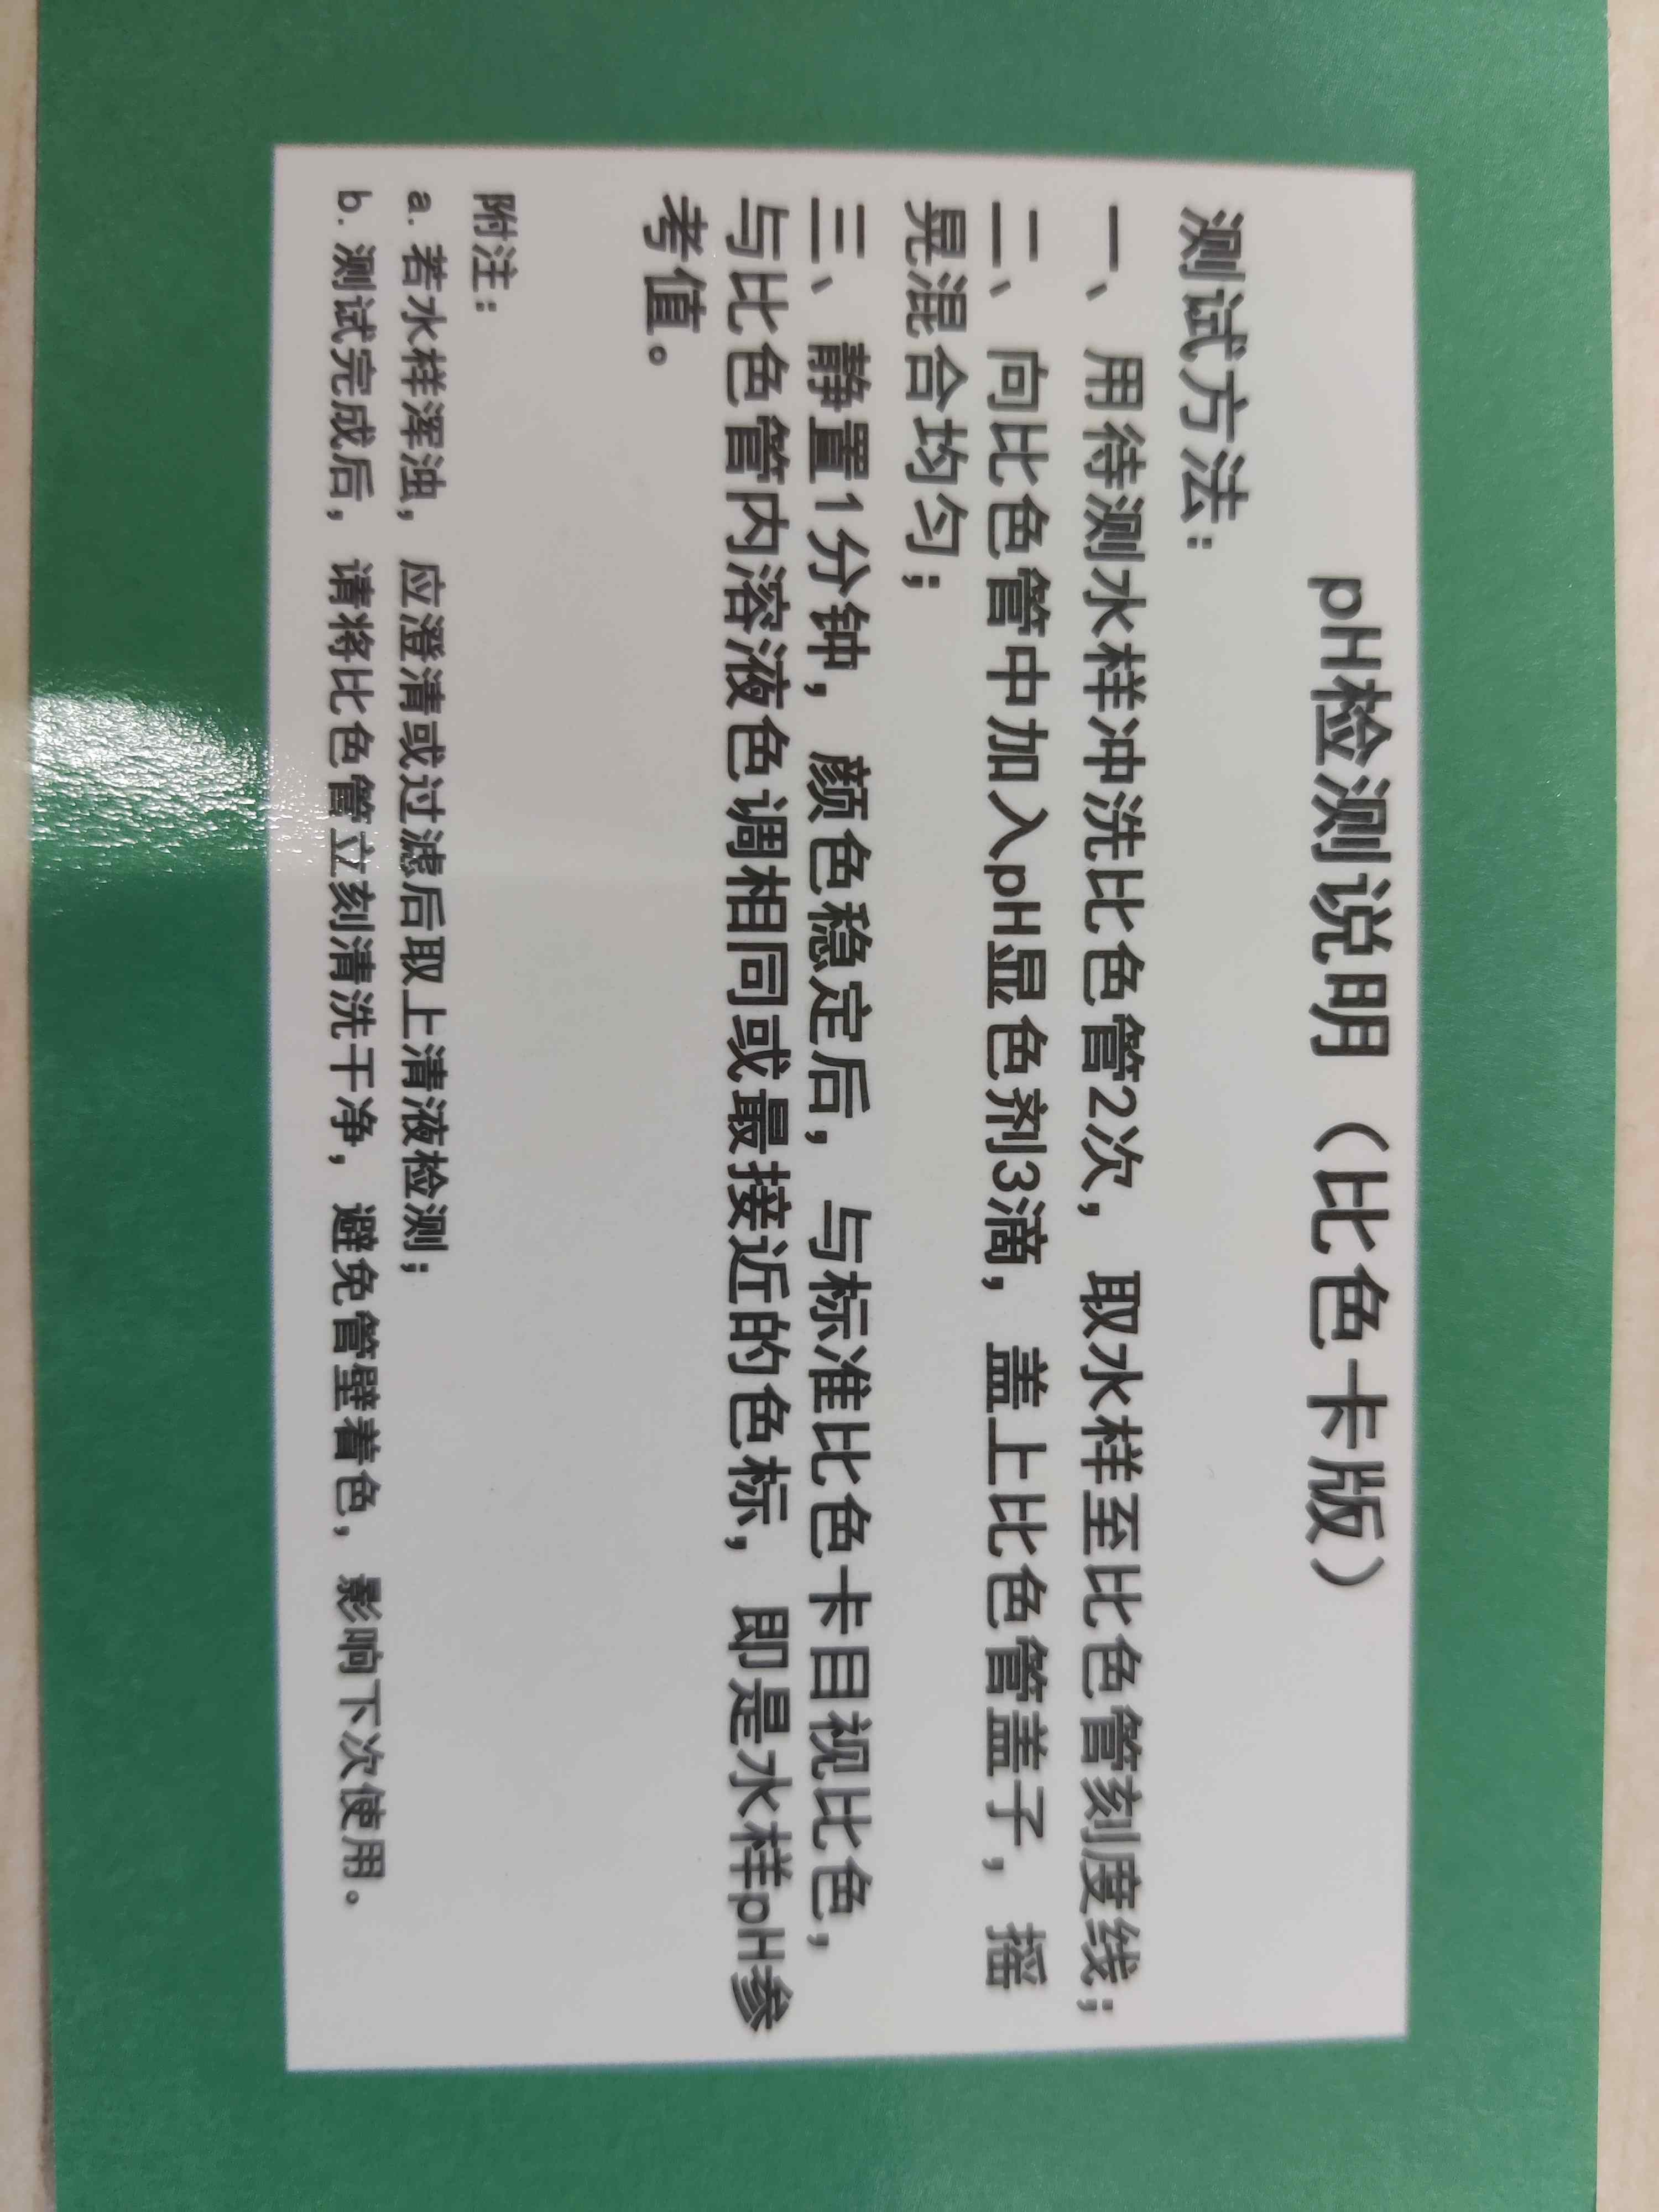 pH检测说明（比色卡版）
测试方法：
一、用待测水样冲洗比色管2次，取水样至比色管刻度线；
二、向比色管中加入pH显色剂3滴，盖上比色管盖子，摇
晃混合均匀；
三、静置1分钟，颜色稳定后，与标准比色卡目视比色，
与比色管内溶液色调相同或最接近的色标，即是水样pH参
考值。
附注：
a. 若水样浑浊，应澄清或过滤后取上清液检测；
b. 测试完成后，请将比色管立刻清洗干净，避免管壁着色，影响下次使用。